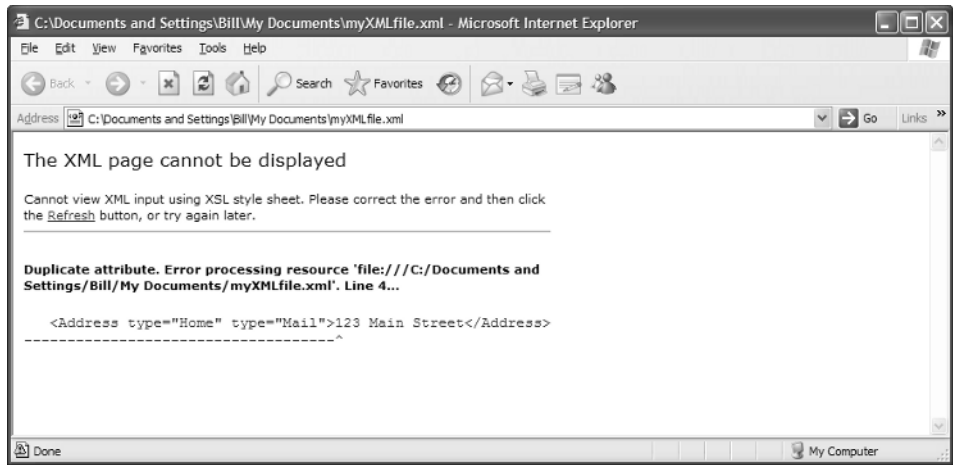 C:\Documents and Settings\Bill\My Documents\myXMLfile.xml - Microsoft Internet Explorer
File Edit View Favorites Tools Help
Back Search Favorites
Address C:\Documents and Settings\Bill\My Documents\myXMLfile.xml Go Links »
The XML page cannot be displayed
Cannot view XML input using XSL style sheet. Please correct the error and then click
the Refresh button, or try again later.
Duplicate attribute. Error processing resource 'file:///C:/Documents and
Settings/Bill/My Documents/myXMLfile.xml'. Line 4...
<Address type="Home" type="Mail">123 Main Street</Address>
------------------------------------^
Done My Computer